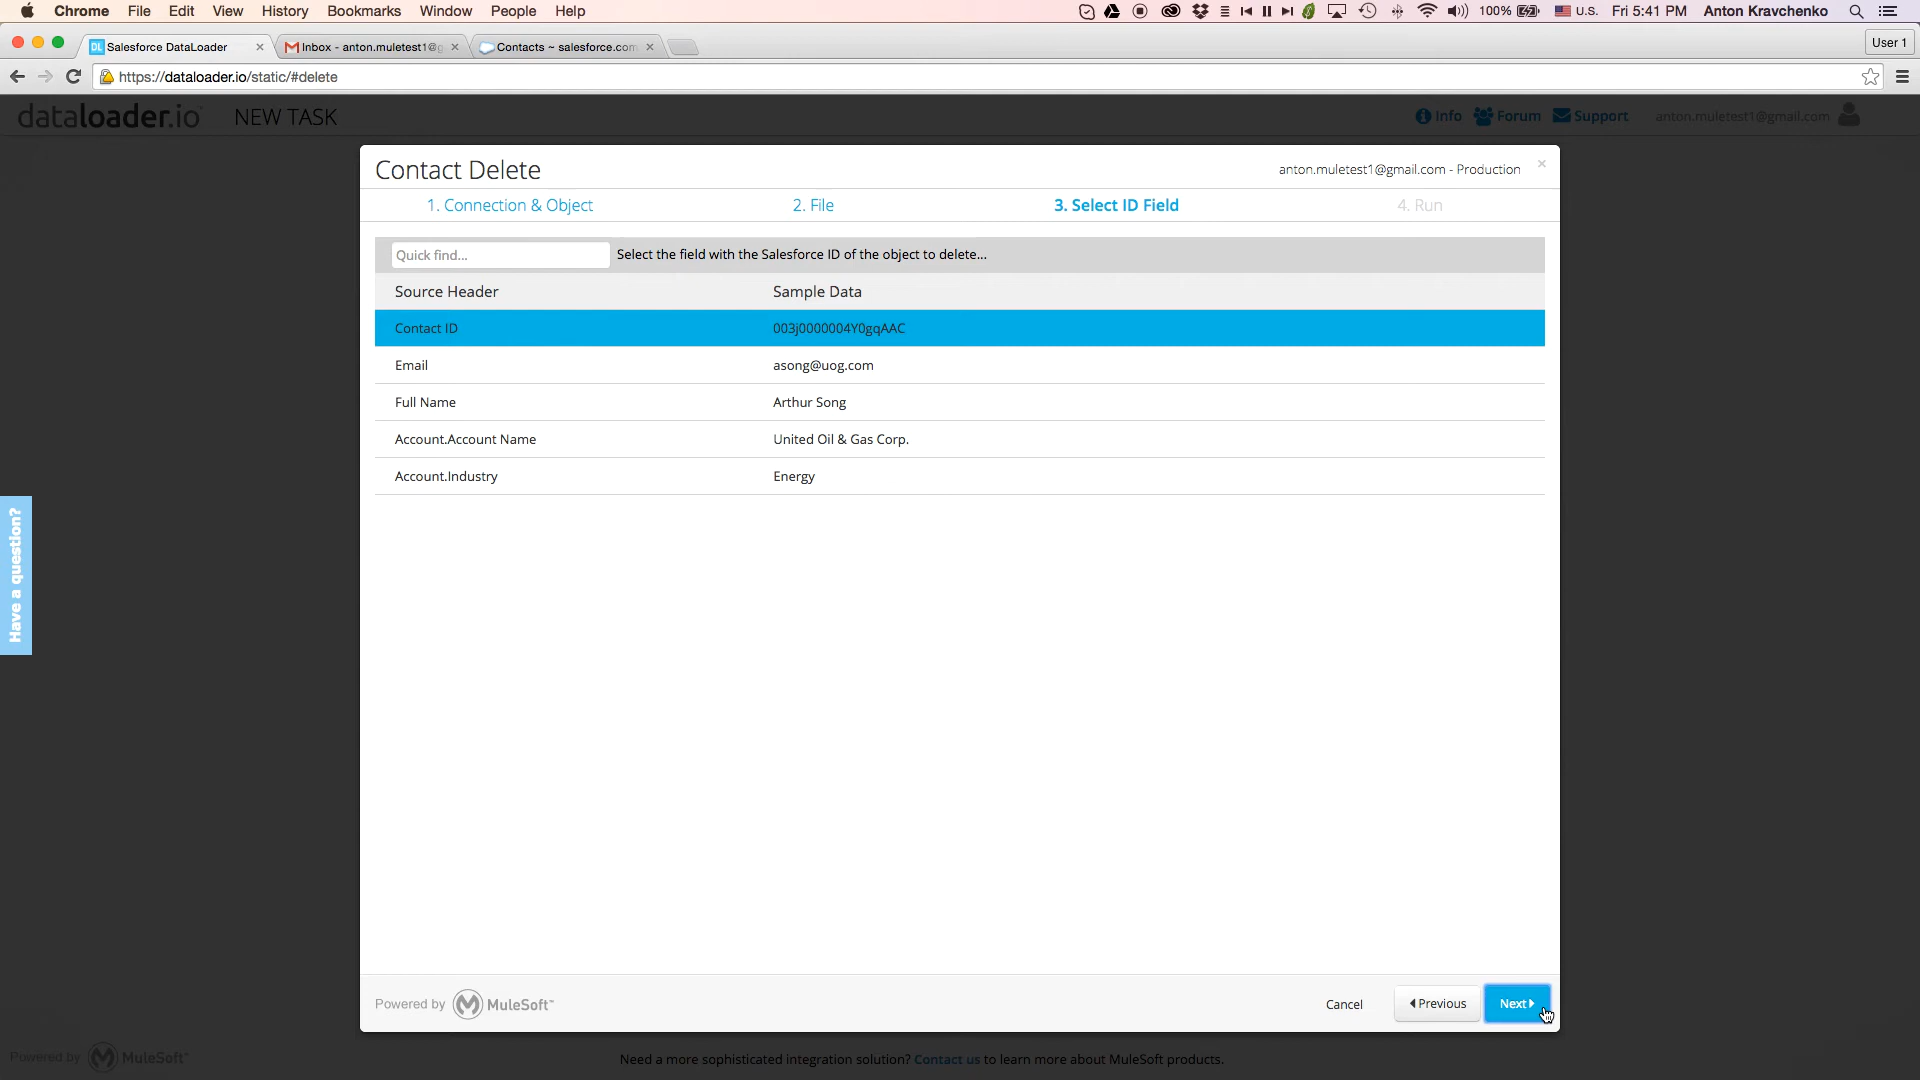 Chrome File Edit View History Bookmarks Window People Help 100% U.S. Fri 5:41 PM Anton Kravchenko
DL Salesforce DataLoader × Inbox - anton.muletest1@g × Contacts ~ salesforce.com × User 1
https://dataloader.io/static/#delete
dataloader.io NEW TASK Info Forum Support anton.muletest1@gmail.com
Contact Delete anton.muletest1@gmail.com - Production ×
1. Connection & Object 2. File 3. Select ID Field 4. Run
Quick find... Select the field with the Salesforce ID of the object to delete...
Source Header Sample Data
Contact ID 003j0000004Y0gqAAC
Email asong@uog.com
Full Name Arthur Song
Account.Account Name United Oil & Gas Corp.
Account.Industry Energy
Have a question?
Powered by MuleSoft™ Cancel Previous Next
Powered by MuleSoft™ Need a more sophisticated integration solution? Contact us to learn more about MuleSoft products.